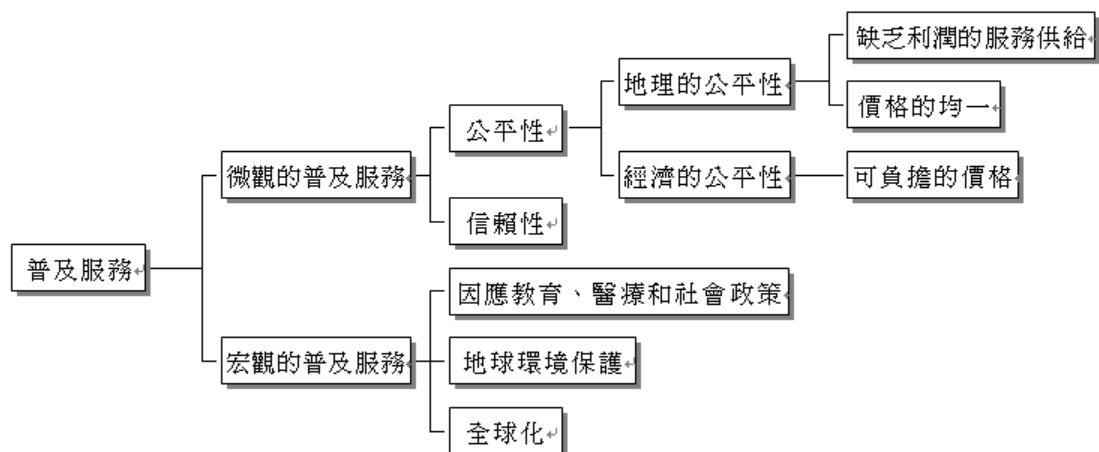 缺乏利潤的服務供給
地理的公平性
價格的均一
公平性
經濟的公平性
可負擔的價格
微觀的普及服務
信賴性
普及服務
因應教育、醫療和社會政策
宏觀的普及服務
地球環境保護
全球化